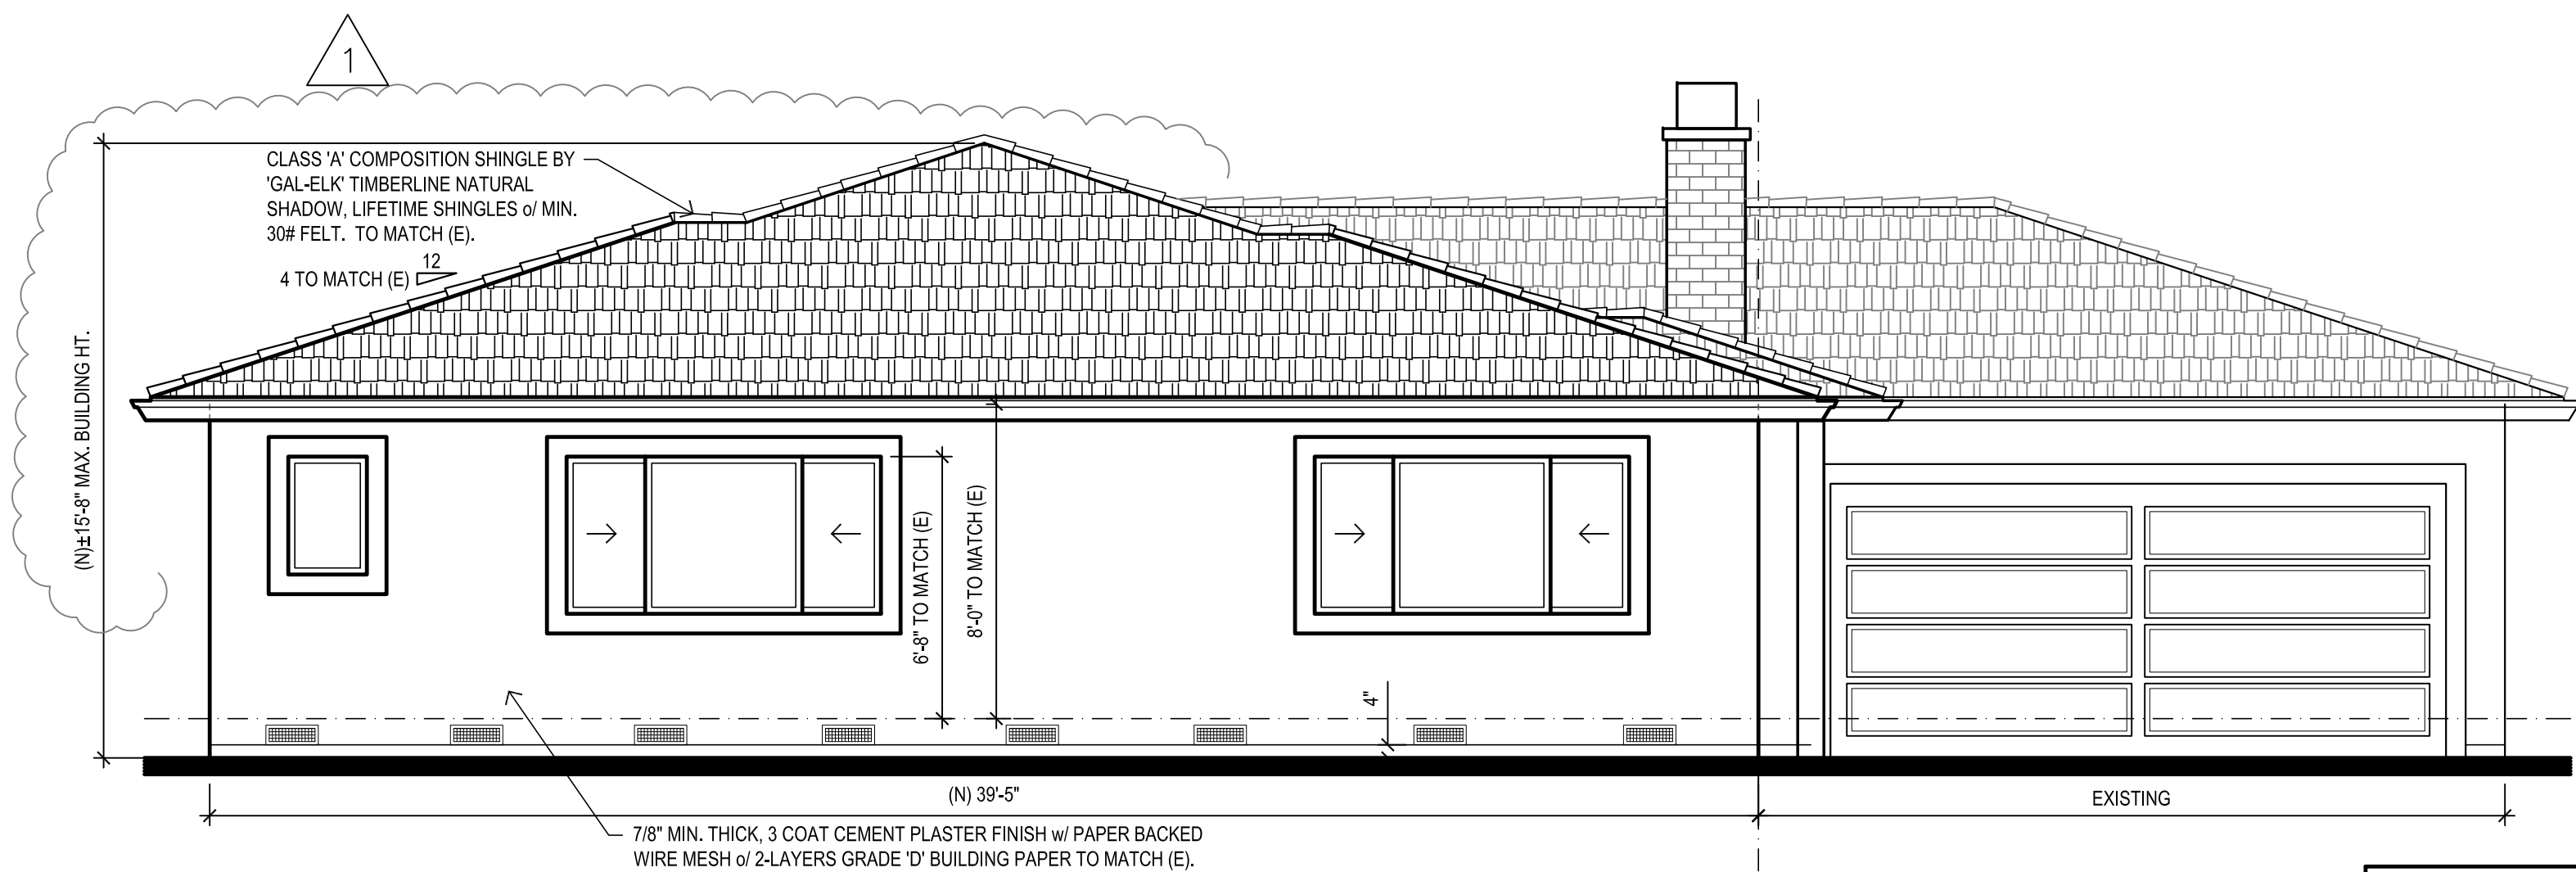 1
CLASS 'A' COMPOSITION SHINGLE BY
'GAL-ELK' TIMBERLINE NATURAL
SHADOW, LIFETIME SHINGLES o/ MIN.
30# FELT. TO MATCH (E).
12
4 TO MATCH (E)
(N)±15'-8" MAX. BUILDING HT.
6'-8" TO MATCH (E)
8'-0" TO MATCH (E)
4"
(N) 39'-5"
EXISTING
7/8" MIN. THICK, 3 COAT CEMENT PLASTER FINISH w/ PAPER BACKED
WIRE MESH o/ 2-LAYERS GRADE 'D' BUILDING PAPER TO MATCH (E).